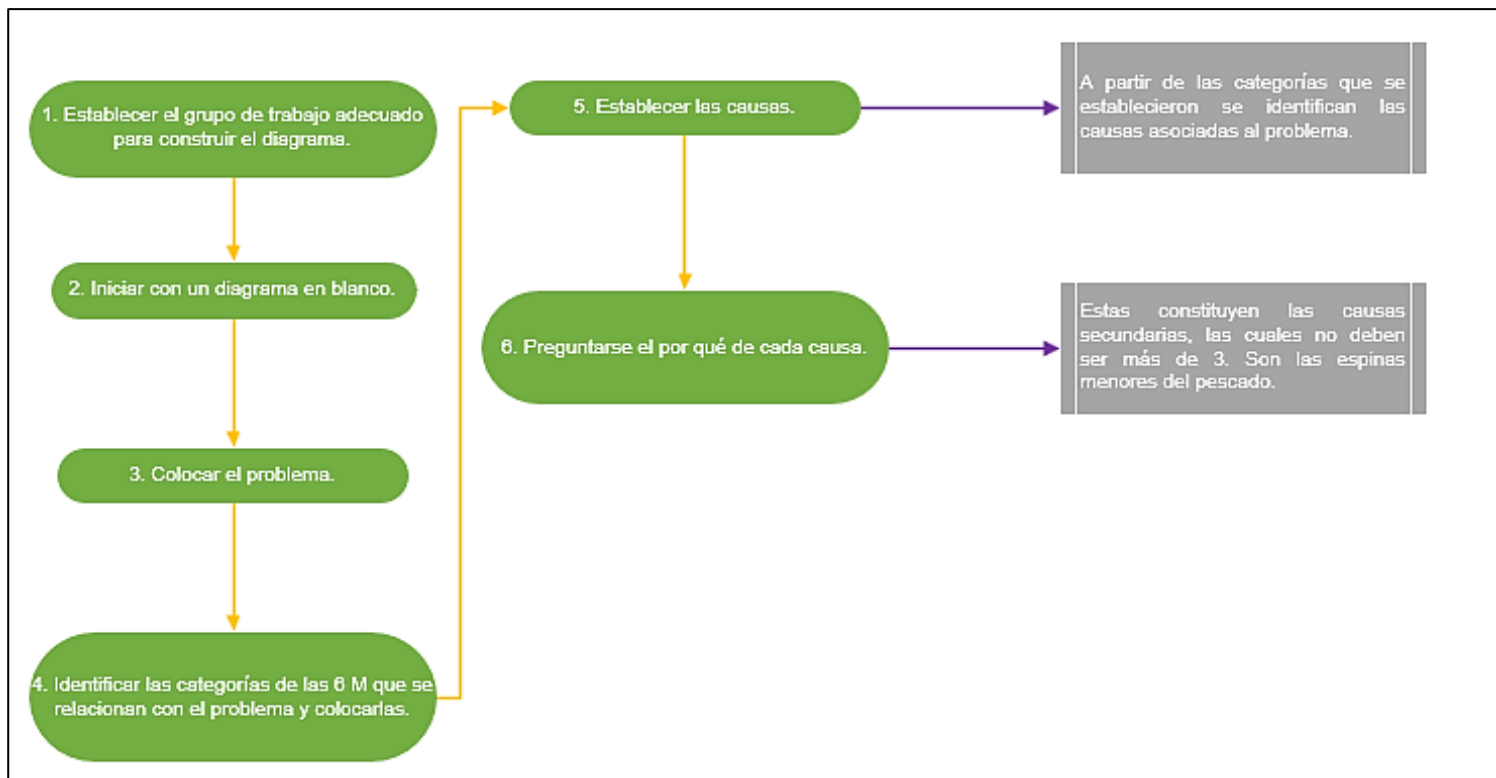 1. Establecer el grupo de trabajo adecuado
para construir el diagrama.
2. Iniciar con un diagrama en blanco.
3. Colocar el problema.
4. Identificar las categorías de las 6 M que se
relacionan con el problema y colocarlas.
5. Establecer las causas.
A partir de las categorías que se
establecieron se identifican las
causas asociadas al problema.
6. Preguntarse el por qué de cada causa.
Estas constituyen las causas
secundarias, las cuales no deben
ser más de 3. Son las espinas
menores del pescado.